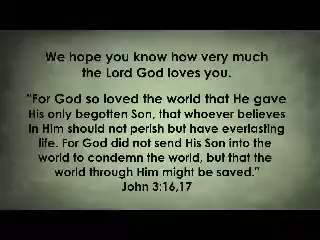 We hope you know how very much
the Lord God loves you.
"For God so loved the world that He gave
His only begotten Son, that whoever believes
in Him should not perish but have everlasting
life. For God did not send His Son into the
world to condemn the world, but that the
world through Him might be saved."
John 3:16,17